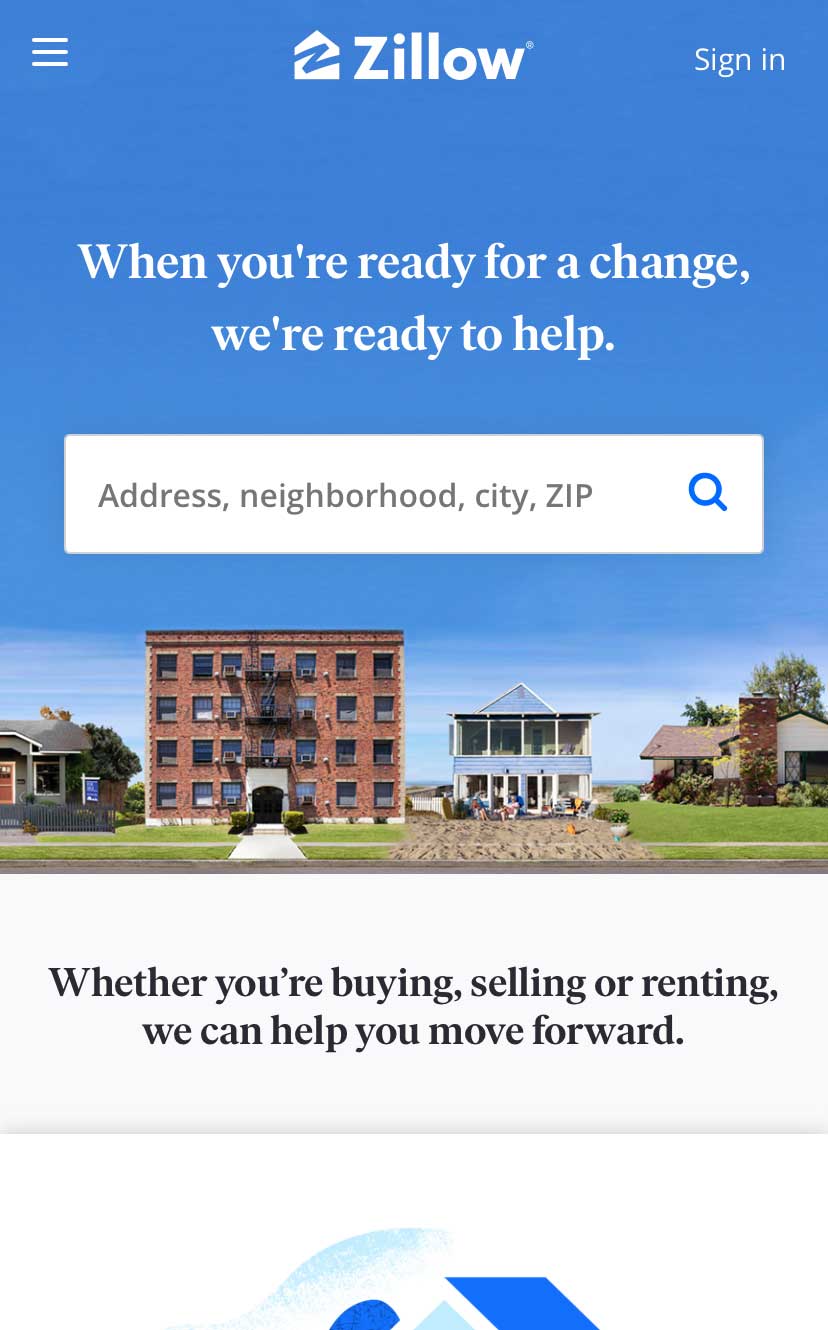 Zillow®
Sign in
When you're ready for a change,
we're ready to help.
Address, neighborhood, city, ZIP
Whether you’re buying, selling or renting,
we can help you move forward.